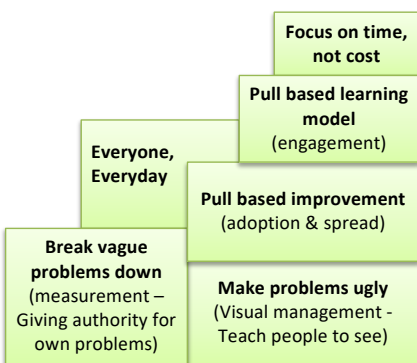 Focus on time,
not cost
Pull based learning
model
(engagement)
Everyone,
Everyday
Pull based improvement
(adoption & spread)
Break vague
problems down
(measurement –
Giving authority for
own problems)
Make problems ugly
(Visual management -
Teach people to see)